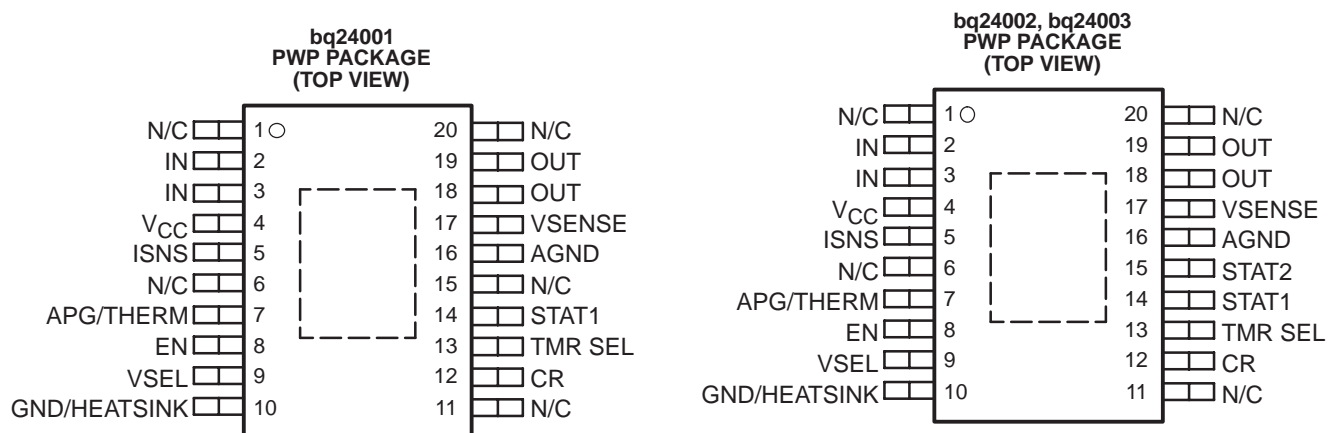 bq24001
PWP PACKAGE
(TOP VIEW)
N/C 1 20 N/C
IN 2 19 OUT
IN 3 18 OUT
VCC 4 17 VSENSE
ISNS 5 16 AGND
N/C 6 15 N/C
APG/THERM 7 14 STAT1
EN 8 13 TMR SEL
VSEL 9 12 CR
GND/HEATSINK 10 11 N/C
bq24002, bq24003
PWP PACKAGE
(TOP VIEW)
N/C 1 20 N/C
IN 2 19 OUT
IN 3 18 OUT
VCC 4 17 VSENSE
ISNS 5 16 AGND
N/C 6 15 STAT2
APG/THERM 7 14 STAT1
EN 8 13 TMR SEL
VSEL 9 12 CR
GND/HEATSINK 10 11 N/C